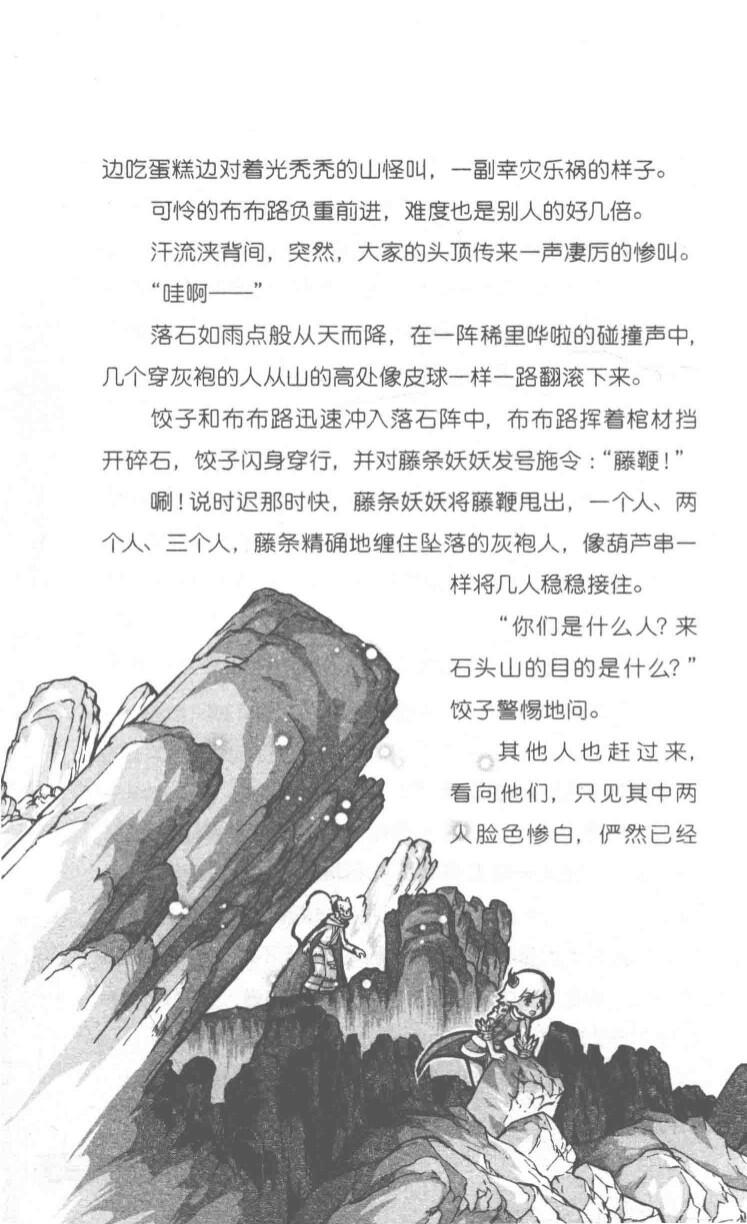 边吃蛋糕边对着光秃秃的山怪叫，一副幸灾乐祸的样子。
可怜的布布路负重前进，难度也是别人的好几倍。
汗流浃背间，突然，大家的头顶传来一声凄厉的惨叫。
“哇啊——”
落石如雨点般从天而降，在一阵稀里哗啦的碰撞声中，
几个穿灰袍的人从山的高处像皮球一样一路翻滚下来。
饺子和布布路迅速冲入落石阵中，布布路挥着棺材挡
开碎石，饺子闪身穿行，并对藤条妖妖发号施令：“藤鞭！”
唰！说时迟那时快，藤条妖妖将藤鞭甩出，一个人、两
个人、三个人，藤条精确地缠住坠落的灰袍人，像葫芦串一
样将几人稳稳接住。
“你们是什么人？来
石头山的目的是什么？”
饺子警惕地问。
其他人也赶过来，
看向他们，只见其中两
人脸色惨白，俨然已经